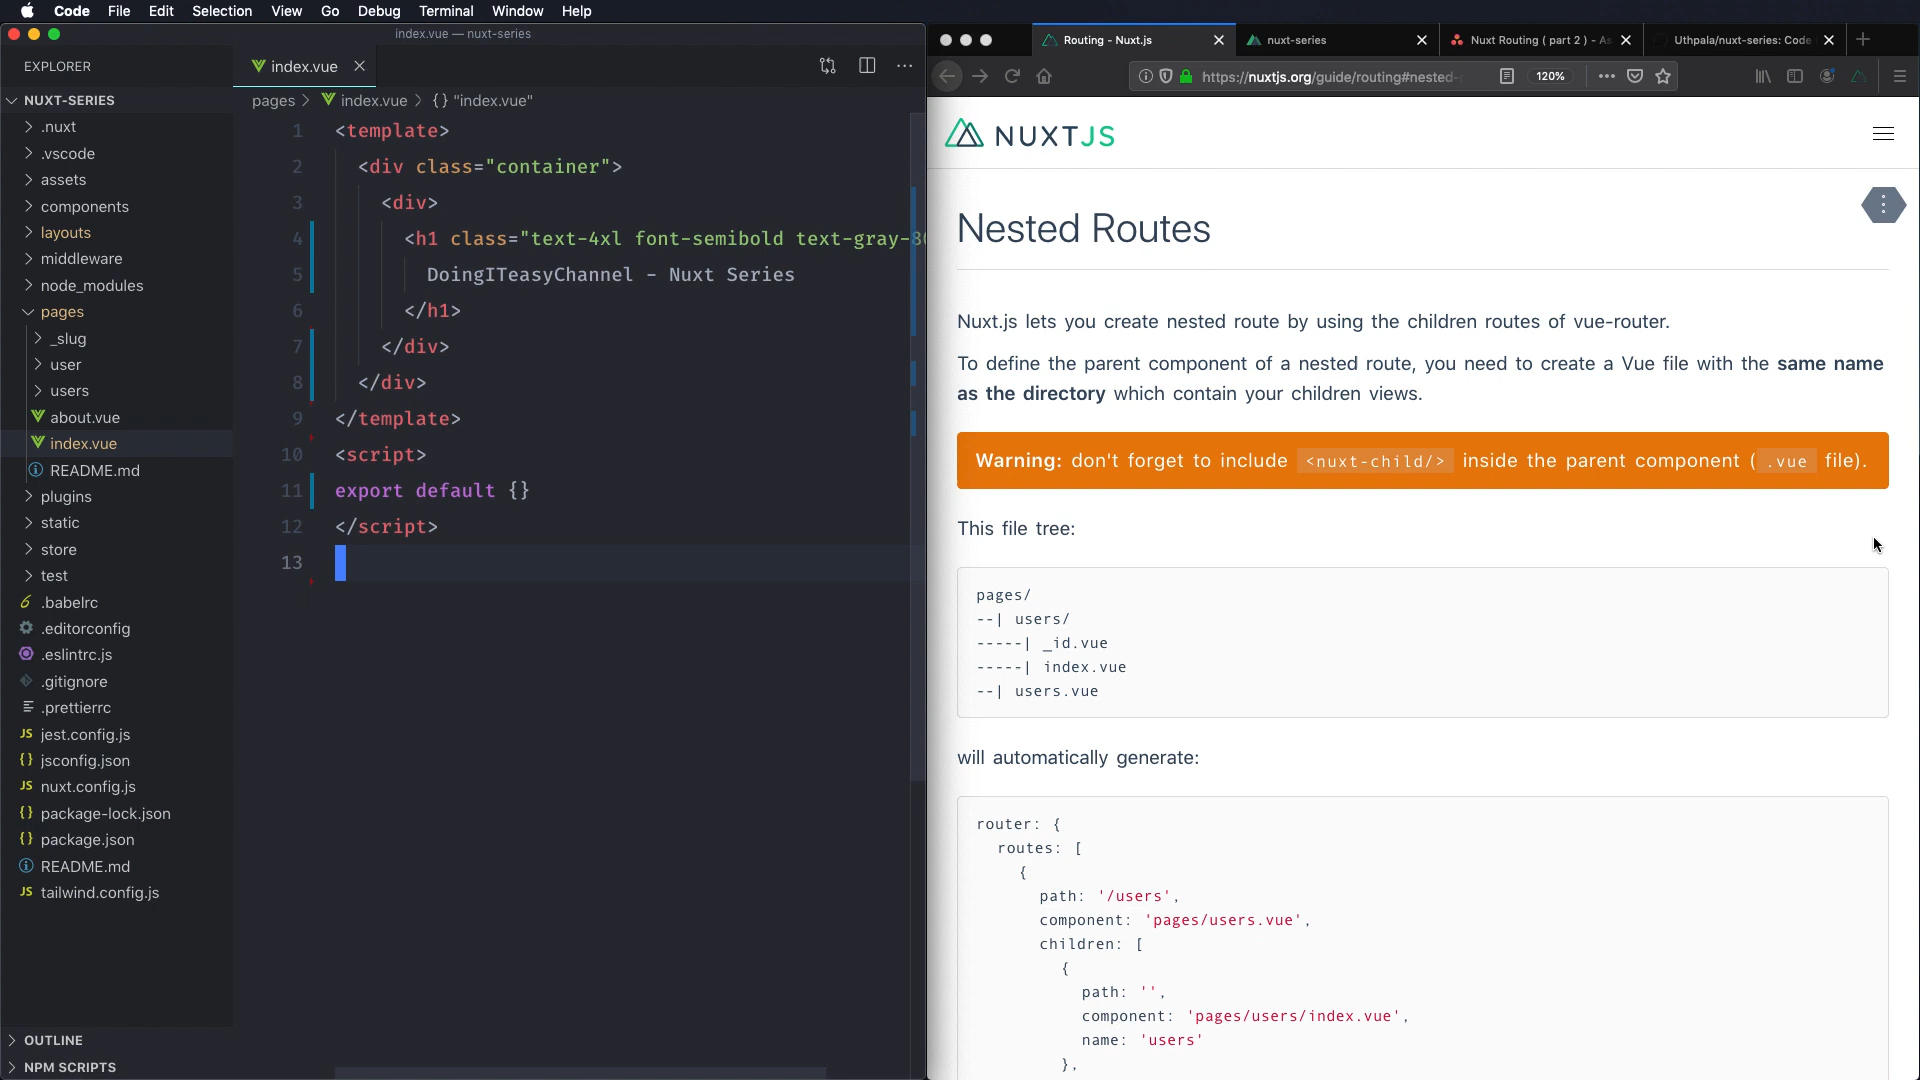 Code File Edit Selection View Go Debug Terminal Window Help
index.vue — nuxt-series
EXPLORER
NUXT-SERIES
.nuxt
.vscode
assets
components
layouts
middleware
node_modules
pages
_slug
user
users
about.vue
index.vue
README.md
plugins
static
store
test
.babelrc
.editorconfig
.eslintrc.js
.gitignore
.prettierrc
JS jest.config.js
{} jsconfig.json
JS nuxt.config.js
{} package-lock.json
{} package.json
README.md
JS tailwind.config.js
OUTLINE
NPM SCRIPTS
index.vue
pages > index.vue > {} "index.vue"
1 <template>
2 <div class="container">
3 <div>
4 <h1 class="text-4xl font-semibold text-gray-80
5 DoingITeasyChannel - Nuxt Series
6 </h1>
7 </div>
8 </div>
9 </template>
10 <script>
11 export default {}
12 </script>
13
Routing - Nuxt.js
nuxt-series
Nuxt Routing ( part 2 ) - As
Uthpala/nuxt-series: Code
https://nuxtjs.org/guide/routing#nested-
120%
NUXTJS
Nested Routes
Nuxt.js lets you create nested route by using the children routes of vue-router.
To define the parent component of a nested route, you need to create a Vue file with the same name
as the directory which contain your children views.
Warning: don't forget to include <nuxt-child/> inside the parent component ( .vue file).
This file tree:
pages/
--| users/
-----| _id.vue
-----| index.vue
--| users.vue
will automatically generate:
router: {
routes: [
{
path: '/users',
component: 'pages/users.vue',
children: [
{
path: '',
component: 'pages/users/index.vue',
name: 'users'
},